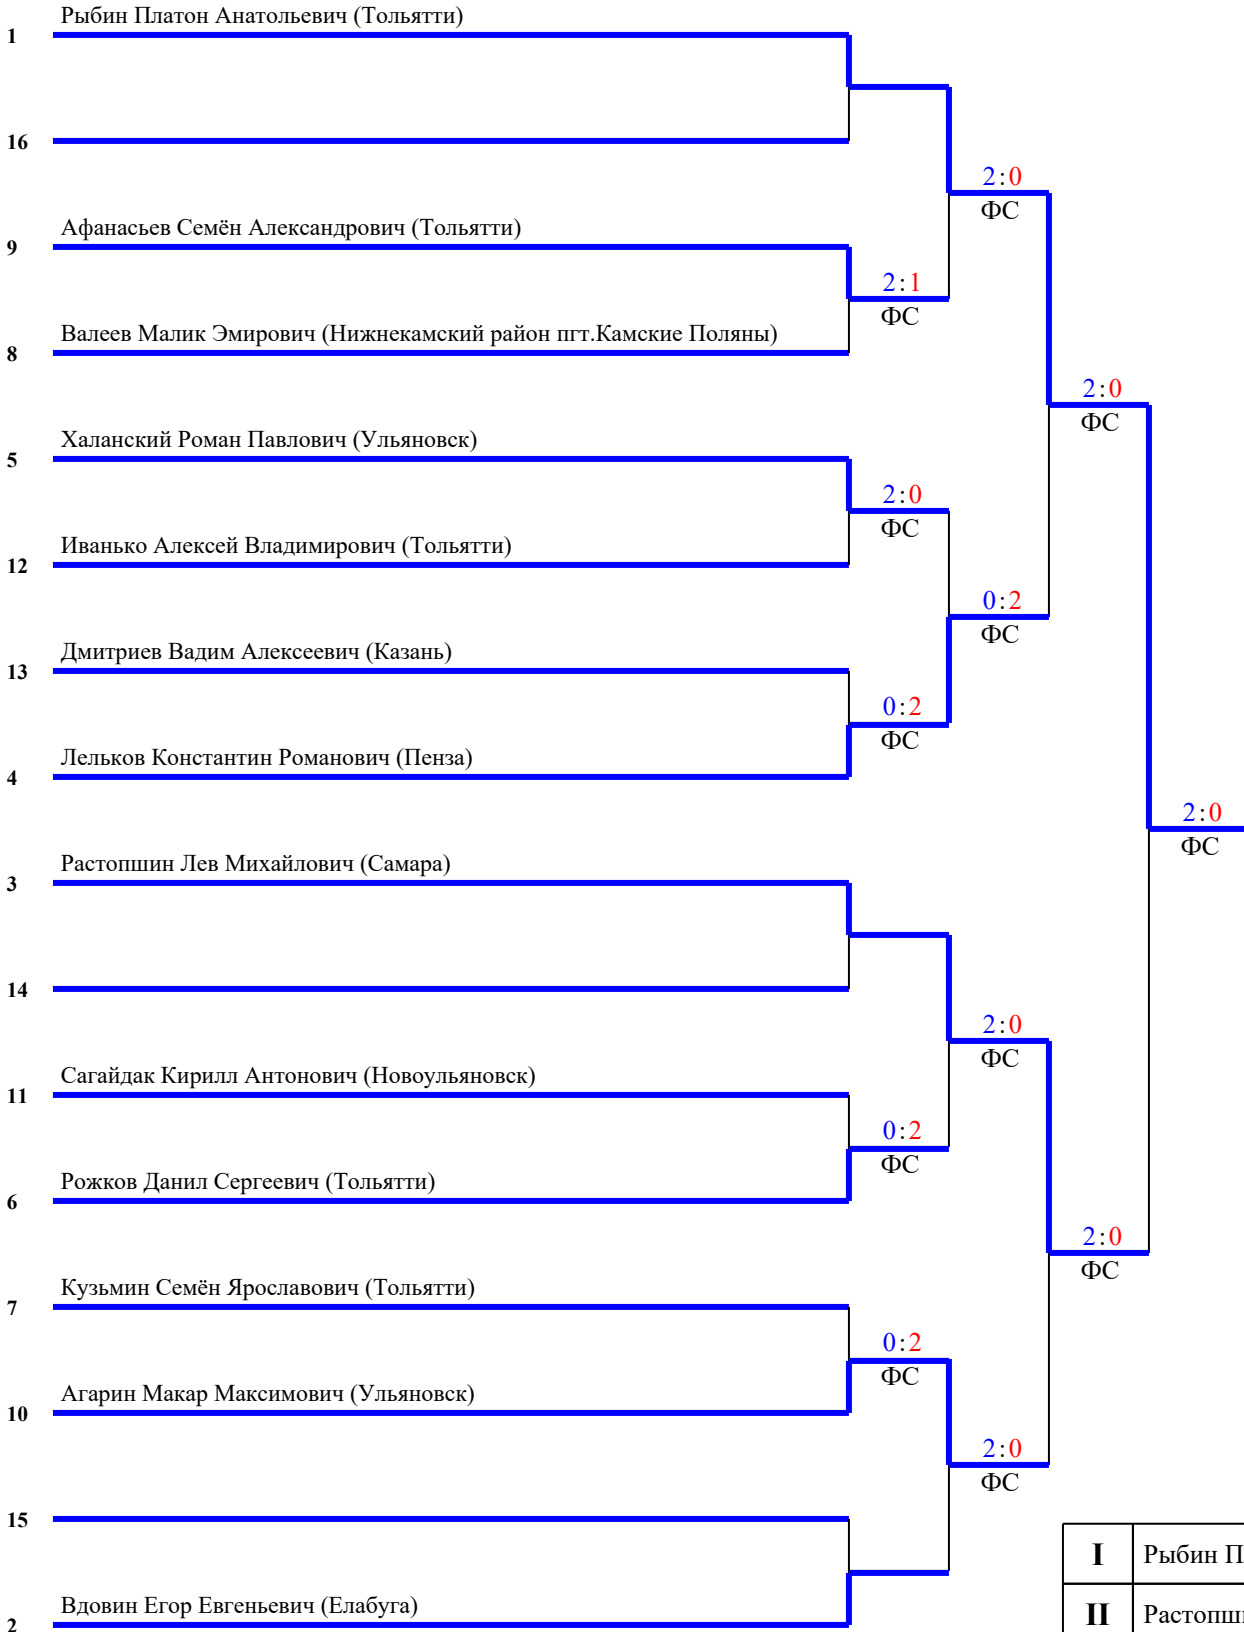 Рыбин Платон Анатольевич (Тольятти)
1
16
2:0
ФС
Афанасьев Семён Александрович (Тольятти)
9
2:1
ФС
Валеев Малик Эмирович (Нижнекамский район пгт.Камские Поляны)
8
2:0
ФС
Халанский Роман Павлович (Ульяновск)
5
2:0
ФС
Иванько Алексей Владимирович (Тольятти)
12
0:2
ФС
Дмитриев Вадим Алексеевич (Казань)
13
0:2
ФС
Лельков Константин Романович (Пенза)
4
2:0
ФС
Растопшин Лев Михайлович (Самара)
3
14
2:0
ФС
Сагайдак Кирилл Антонович (Новоульяновск)
11
0:2
ФС
Рожков Данил Сергеевич (Тольятти)
6
2:0
ФС
Кузьмин Семён Ярославович (Тольятти)
7
0:2
ФС
Агарин Макар Максимович (Ульяновск)
10
2:0
ФС
15
I Рыбин П
Вдовин Егор Евгеньевич (Елабуга)
2
II Растопши